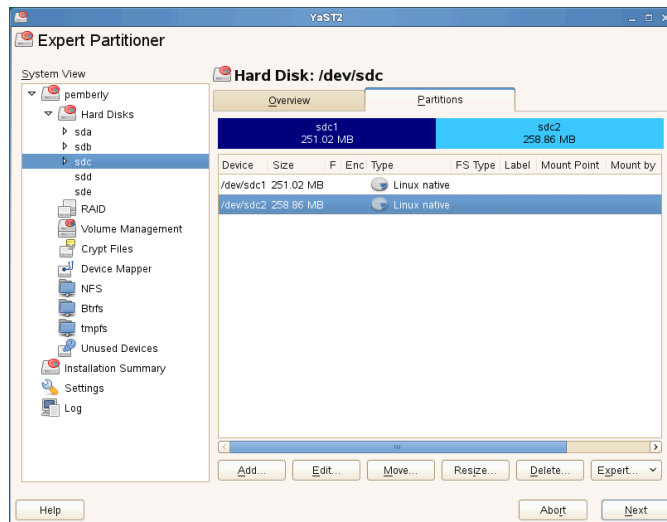 YaST2
Expert Partitioner
System View
pemberly
Hard Disks
sda
sdb
sdc
sdd
sde
RAID
Volume Management
Crypt Files
Device Mapper
NFS
Btrfs
tmpfs
Unused Devices
Installation Summary
Settings
Log
Hard Disk: /dev/sdc
Overview Partitions
sdc1 sdc2
251.02 MB 258.86 MB
Device Size F Enc Type FS Type Label Mount Point Mount by
/dev/sdc1 251.02 MB Linux native
/dev/sdc2 258.86 MB Linux native
Add... Edit... Move... Resize... Delete... Expert...
Help Abort Next